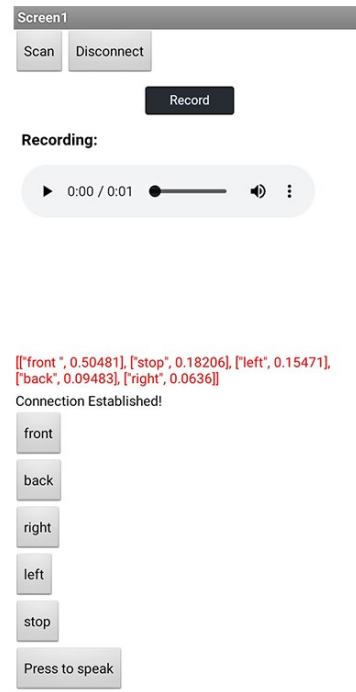 Screen1
Scan Disconnect
Record
Recording:
0:00 / 0:01
[["front ", 0.50481], ["stop", 0.18206], ["left", 0.15471],
["back", 0.09483], ["right", 0.0636]]
Connection Established!
front
back
right
left
stop
Press to speak